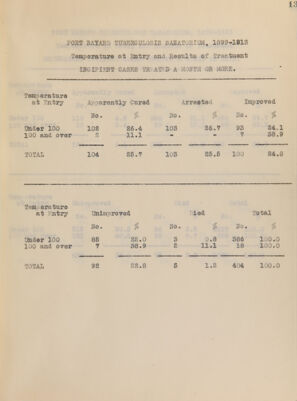 13
FORT BAYARD TUBERCULOSIS SANATORIUM, 1899-1912
Temperature at Entry and Results of Treatment
INCIPIENT CASES TREATED A MONTH OR MORE.
Temperature
at Entry Apparently Cured Arrested Improved
No. % No. % No. %
Under 100 102 26.4 103 26.7 93 24.1
100 and over 2 11.1 - - 7 38.9
TOTAL 104 25.7 103 25.5 100 24.8
Temperature
at Entry Unimproved Died Total
No. % No. % No. %
Under 100 85 22.0 3 0.8 386 100.0
100 and over 7 38.9 2 11.1 18 100.0
TOTAL 92 22.8 5 1.2 404 100.0